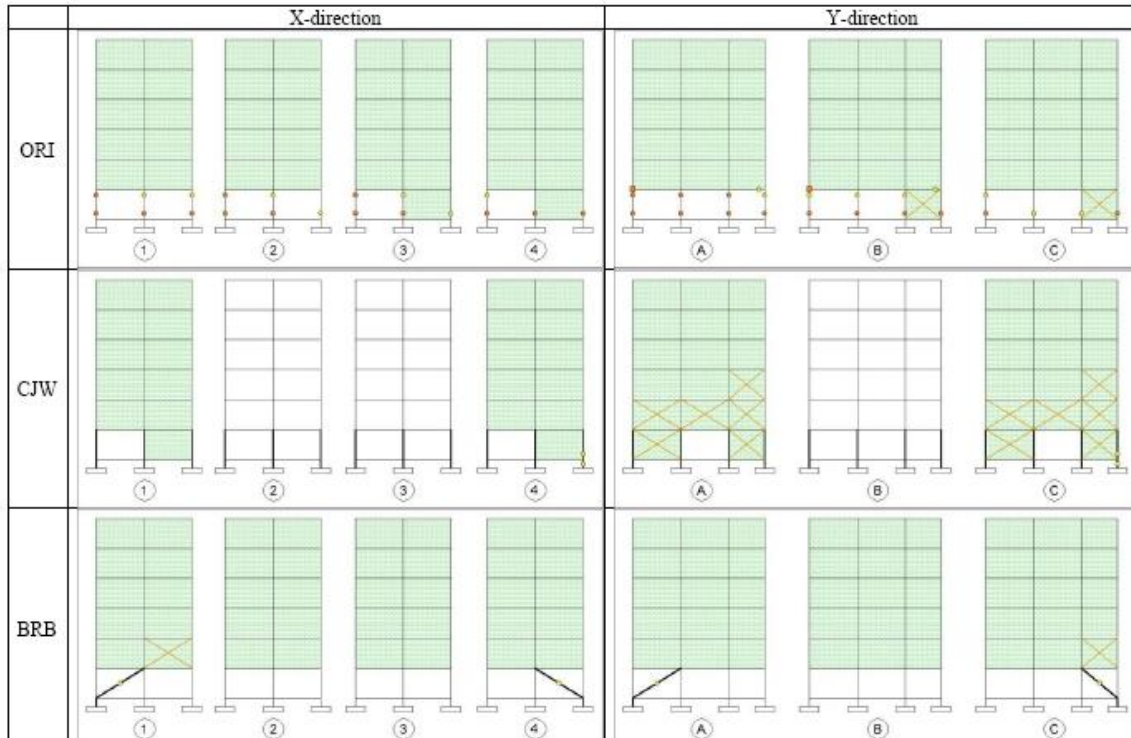 X-direction Y-direction
ORI
1 2 3 4 A B C
CJW
1 2 3 4 A B C
BRB
1 2 3 4 A B C